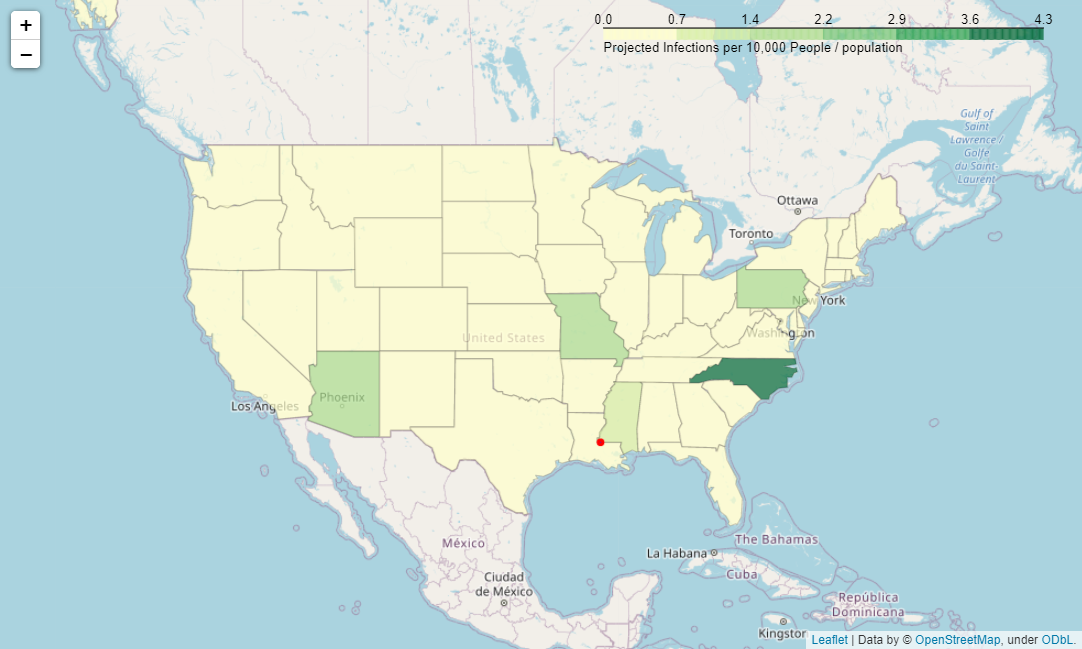 +
−
0.0 0.7 1.4 2.2 2.9 3.6 4.3
Projected Infections per 10,000 People / population
Gulf of
Saint
Lawrence /
Golfe
du Saint-
Laurent
Ottawa
Toronto
New York
Washington
United States
Phoenix
Los Angeles
The Bahamas
México
La Habana
Cuba
Ciudad
de México
República
Dominicana
Kingston
Leaflet | Data by © OpenStreetMap, under ODbL.